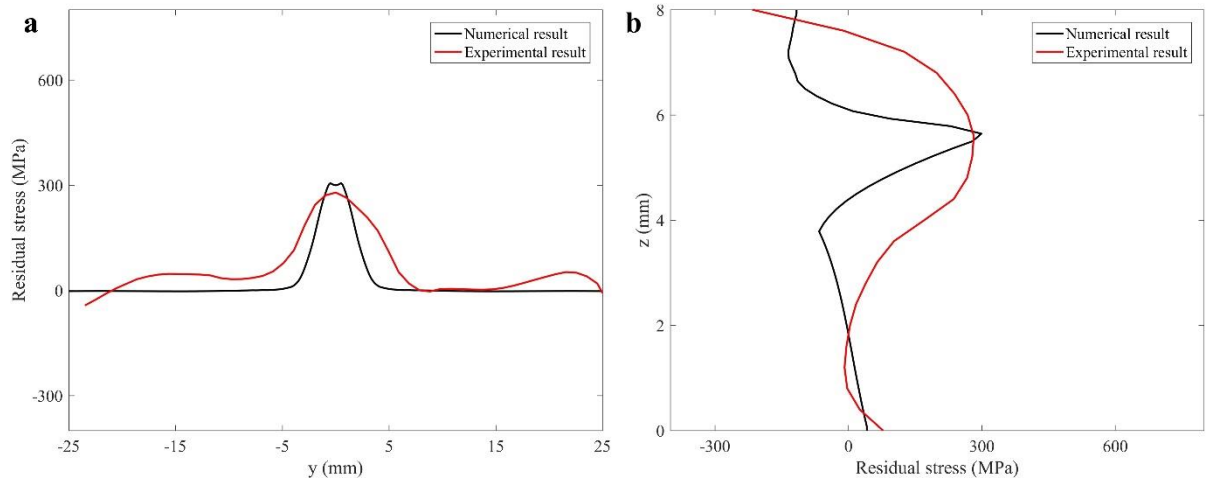 a
Numerical result
Experimental result
600
300
0
-300
Residual stress (MPa)
-25
-15
-5
5
15
25
y (mm)
b
Numerical result
Experimental result
8
6
4
2
0
z (mm)
-300
0
300
600
Residual stress (MPa)